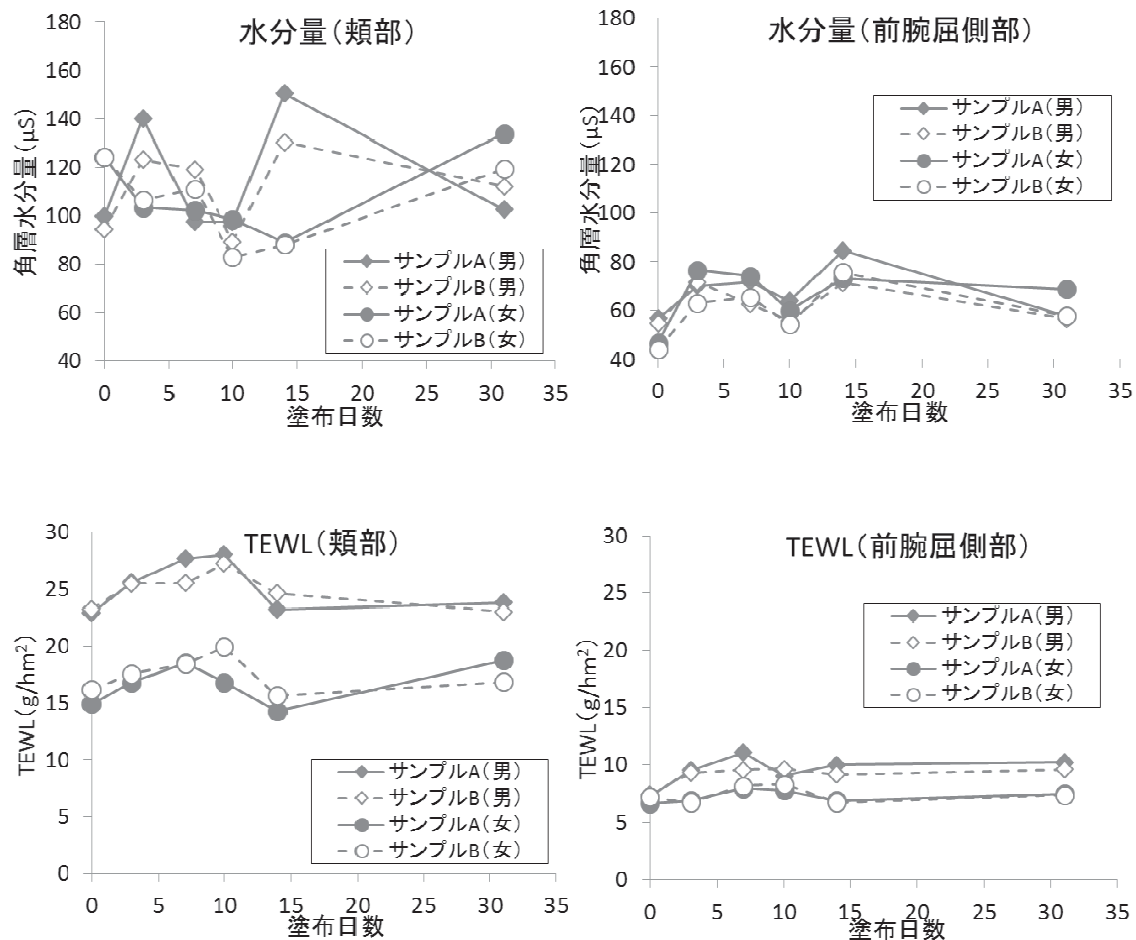 水分量(頬部)
角層水分量(μS)
180
160
140
120
100
80
60
40
サンプルA(男)
サンプルB(男)
サンプルA(女)
サンプルB(女)
0 5 10 15 20 25 30 35
塗布日数
水分量(前腕屈側部)
角層水分量(μS)
180
160
140
120
100
80
60
40
サンプルA(男)
サンプルB(男)
サンプルA(女)
サンプルB(女)
0 5 10 15 20 25 30 35
塗布日数
TEWL(頬部)
TEWL(g/hm²)
30
25
20
15
10
5
0
サンプルA(男)
サンプルB(男)
サンプルA(女)
サンプルB(女)
0 5 10 15 20 25 30 35
塗布日数
TEWL(前腕屈側部)
TEWL(g/hm²)
30
25
20
15
10
5
0
サンプルA(男)
サンプルB(男)
サンプルA(女)
サンプルB(女)
0 5 10 15 20 25 30 35
塗布日数